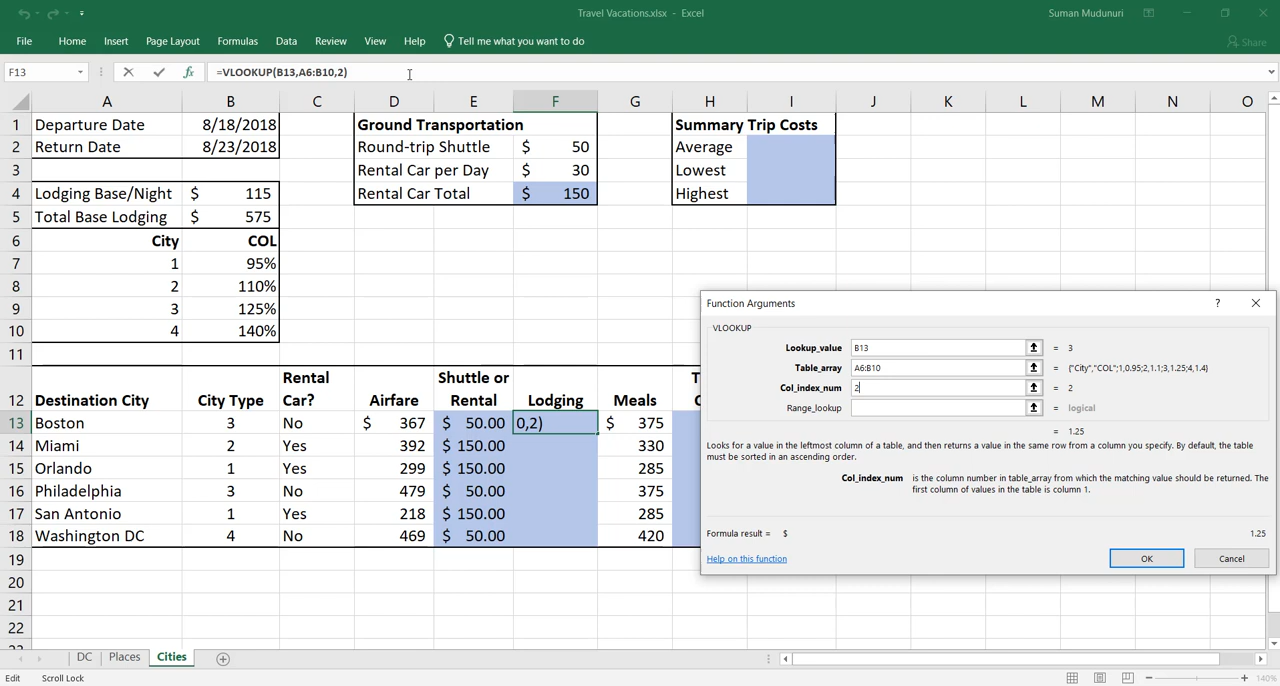 Travel Vacations.xlsx - Excel
Suman Mudunuri
File Home Insert Page Layout Formulas Data Review View Help Tell me what you want to do
Share
F13 fx =VLOOKUP(B13,A6:B10,2)
A B C D E F G H I J K L M N O
1 Departure Date 8/18/2018 Ground Transportation Summary Trip Costs
2 Return Date 8/23/2018 Round-trip Shuttle $ 50 Average
3 Rental Car per Day $ 30 Lowest
4 Lodging Base/Night $ 115 Rental Car Total $ 150 Highest
5 Total Base Lodging $ 575
6 City COL
7 1 95%
8 2 110%
9 3 125%
10 4 140%
11
Rental Shuttle or
12 Destination City City Type Car? Airfare Rental Lodging Meals
13 Boston 3 No $ 367 $ 50.00 0,2) $ 375
14 Miami 2 Yes 392 $ 150.00 330
15 Orlando 1 Yes 299 $ 150.00 285
16 Philadelphia 3 No 479 $ 50.00 375
17 San Antonio 1 Yes 218 $ 150.00 285
18 Washington DC 4 No 469 $ 50.00 420
19
20
21
22
Function Arguments
? 
VLOOKUP
Lookup_value B13 = 3
Table_array A6:B10 = {"City","COL";1,0.95;2,1.1;3,1.25;4,1.4}
Col_index_num 2 = 2
Range_lookup = logical
= 1.25
Looks for a value in the leftmost column of a table, and then returns a value in the same row from a column you specify. By default, the table
must be sorted in an ascending order.
Col_index_num is the column number in table_array from which the matching value should be returned. The
first column of values in the table is column 1.
Formula result = $ 1.25
Help on this function
OK Cancel
DC Places Cities
Edit Scroll Lock
140%